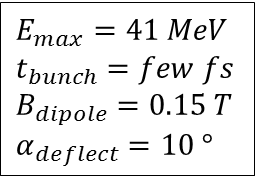 E_max = 41 MeV
t_bunch = few fs
B_dipole = 0.15 T
α_deflect = 10 °